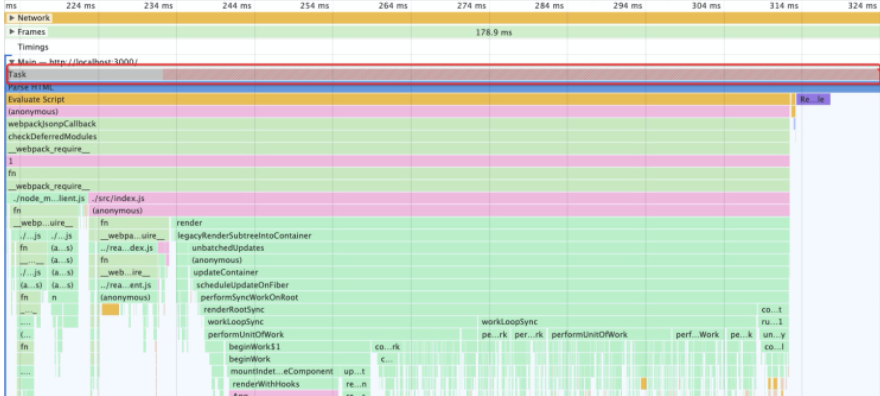 ms 224 ms 234 ms 244 ms 254 ms 264 ms 274 ms 284 ms 294 ms 304 ms 314 ms 324 ms
Network
Frames 178.9 ms
Timings
Main — http://localhost:3000/
Task
Parse HTML
Evaluate Script Re...le
(anonymous)
webpackJsonpCallback
checkDeferredModules
__webpack_require__
1
fn
__webpack_require__
./node_m...lient.js ./src/index.js
fn (anonymous)
__webp...uire__ fn render
./...js ./...js __webpa...uire__ legacyRenderSubtreeIntoContainer
fn (a...s) ../rea...dex.js unbatchedUpdates
__...__ (a...s) fn (anonymous)
./...js (a...s) __web...ire__ updateContainer
(a...s) (a...s) ../rea...ent.js scheduleUpdateOnFiber
fn n (anonymous) performSyncWorkOnRoot
renderRootSync co...t
workLoopSync workLoopSync ru...1
(... performUnitOfWork pe...rk per...rk performUnitOfWork perf...Work pe...k un...y
fn beginWork$1 co...rk co...l
beginWork c...
mountIndet...eComponent up...t
renderWithHooks re...n